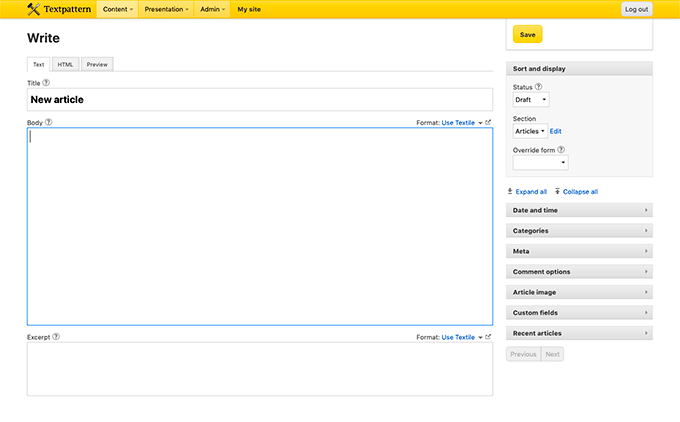 Textpattern Content Presentation Admin My site Log out
Write
Save
Text HTML Preview
Sort and display
Title
Status
New article
Draft
Section
Body Format: Use Textile
Articles Edit
Override form
Expand all Collapse all
Date and time
Categories
Meta
Comment options
Article image
Custom fields
Recent articles
Excerpt Format: Use Textile
Previous Next